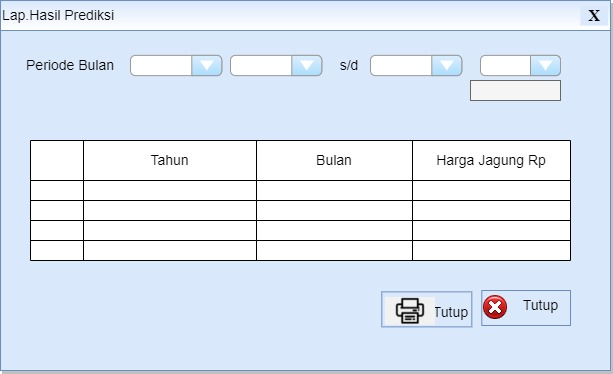 Lap.Hasil Prediksi X
Periode Bulan s/d
Tahun Bulan Harga Jagung Rp
Tutup Tutup